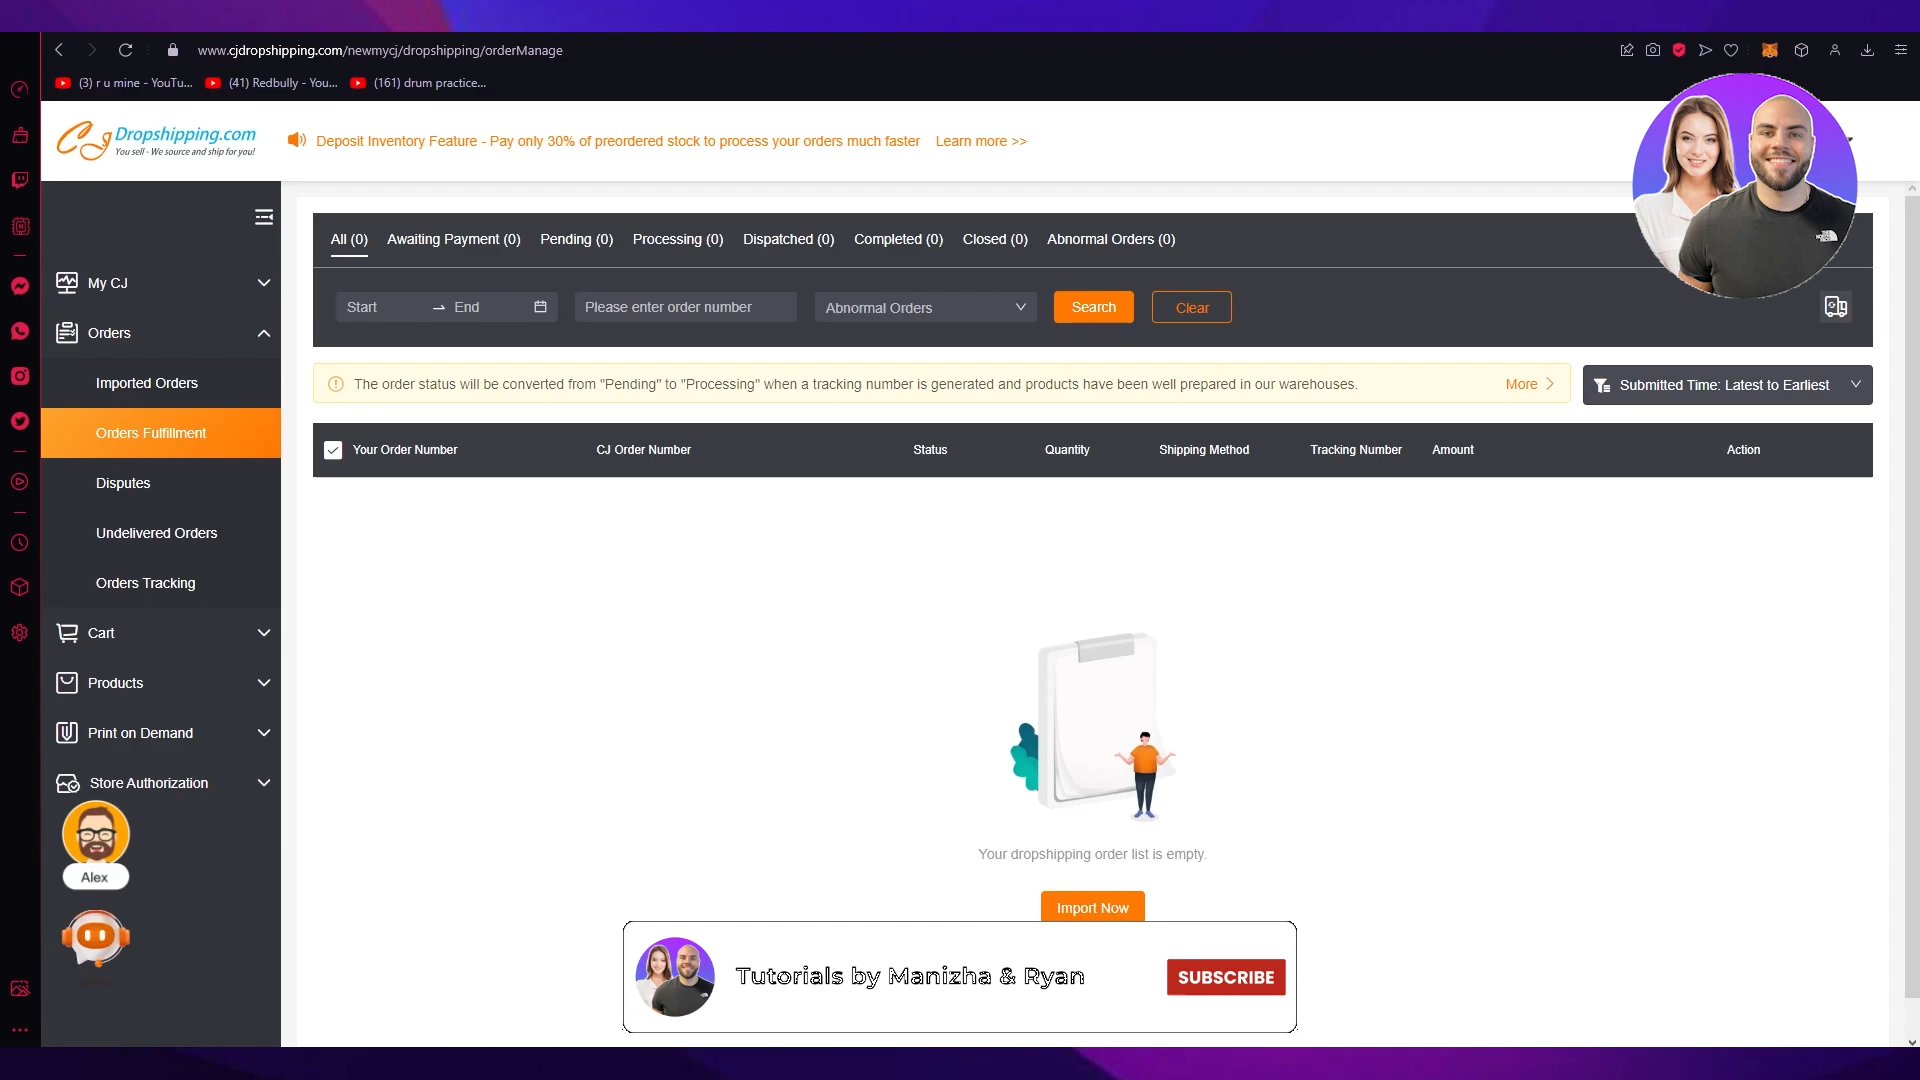 www.cjdropshipping.com/newmycj/dropshipping/orderManage
(3) r u mine - YouTu...
(41) Redbully - You...
(161) drum practice...
CJ Dropshipping.com
You sell - We source and ship for you!
Deposit Inventory Feature - Pay only 30% of preordered stock to process your orders much faster Learn more >>
My CJ
Orders
Imported Orders
Orders Fulfillment
Disputes
Undelivered Orders
Orders Tracking
Cart
Products
Print on Demand
Store Authorization
Alex
All (0) Awaiting Payment (0) Pending (0) Processing (0) Dispatched (0) Completed (0) Closed (0) Abnormal Orders (0)
Start End Please enter order number Abnormal Orders Search Clear
The order status will be converted from "Pending" to "Processing" when a tracking number is generated and products have been well prepared in our warehouses. More
Submitted Time: Latest to Earliest
Your Order Number CJ Order Number Status Quantity Shipping Method Tracking Number Amount Action
Your dropshipping order list is empty.
Import Now
Tutorials by Manizha & Ryan
SUBSCRIBE